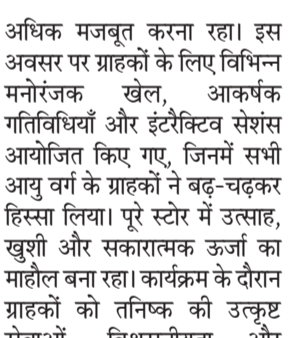 अधिक मजबूत करना रहा। इस
अवसर पर ग्राहकों के लिए विभिन्न
मनोरंजक खेल, आकर्षक
गतिविधियाँ और इंटरैक्टिव सेशंस
आयोजित किए गए, जिनमें सभी
आयु वर्ग के ग्राहकों ने बढ़-चढ़कर
हिस्सा लिया। पूरे स्टोर में उत्साह,
खुशी और सकारात्मक ऊर्जा का
माहौल बना रहा। कार्यक्रम के दौरान
ग्राहकों को तनिष्क की उत्कृष्ट